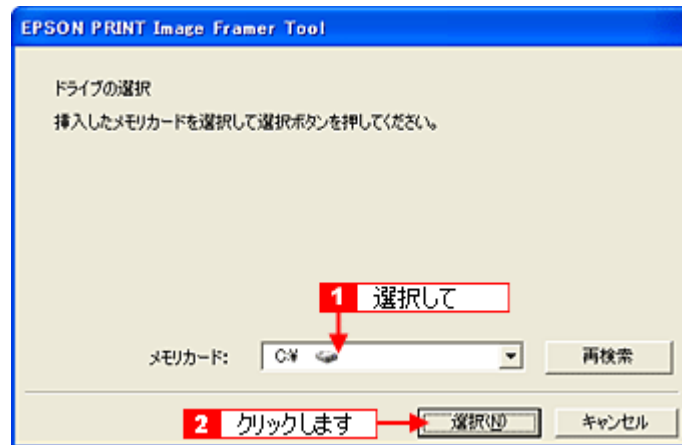 EPSON PRINT Image Framer Tool
ドライブの選択
挿入したメモリカードを選択して選択ボタンを押してください。
1 選択して
メモリカード: C:¥ 再検索
2 クリックします 選択(N) キャンセル